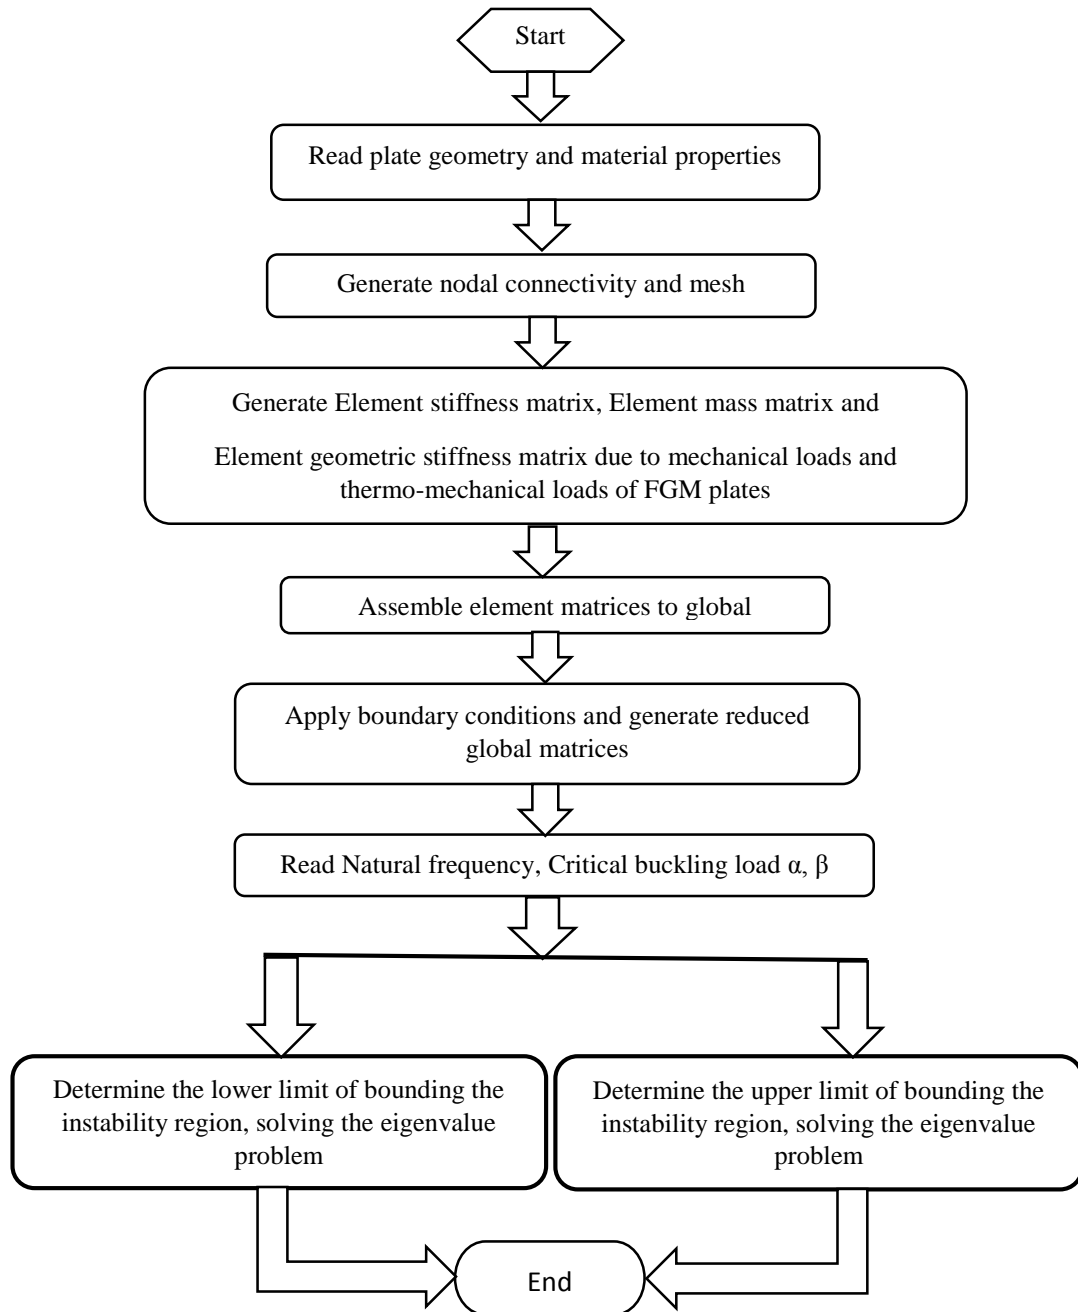 Start
Read plate geometry and material properties
Generate nodal connectivity and mesh
Generate Element stiffness matrix, Element mass matrix and
Element geometric stiffness matrix due to mechanical loads and
thermo-mechanical loads of FGM plates
Assemble element matrices to global
Apply boundary conditions and generate reduced
global matrices
Read Natural frequency, Critical buckling load α, β
Determine the lower limit of bounding the
instability region, solving the eigenvalue
problem
Determine the upper limit of bounding the
instability region, solving the eigenvalue
problem
End